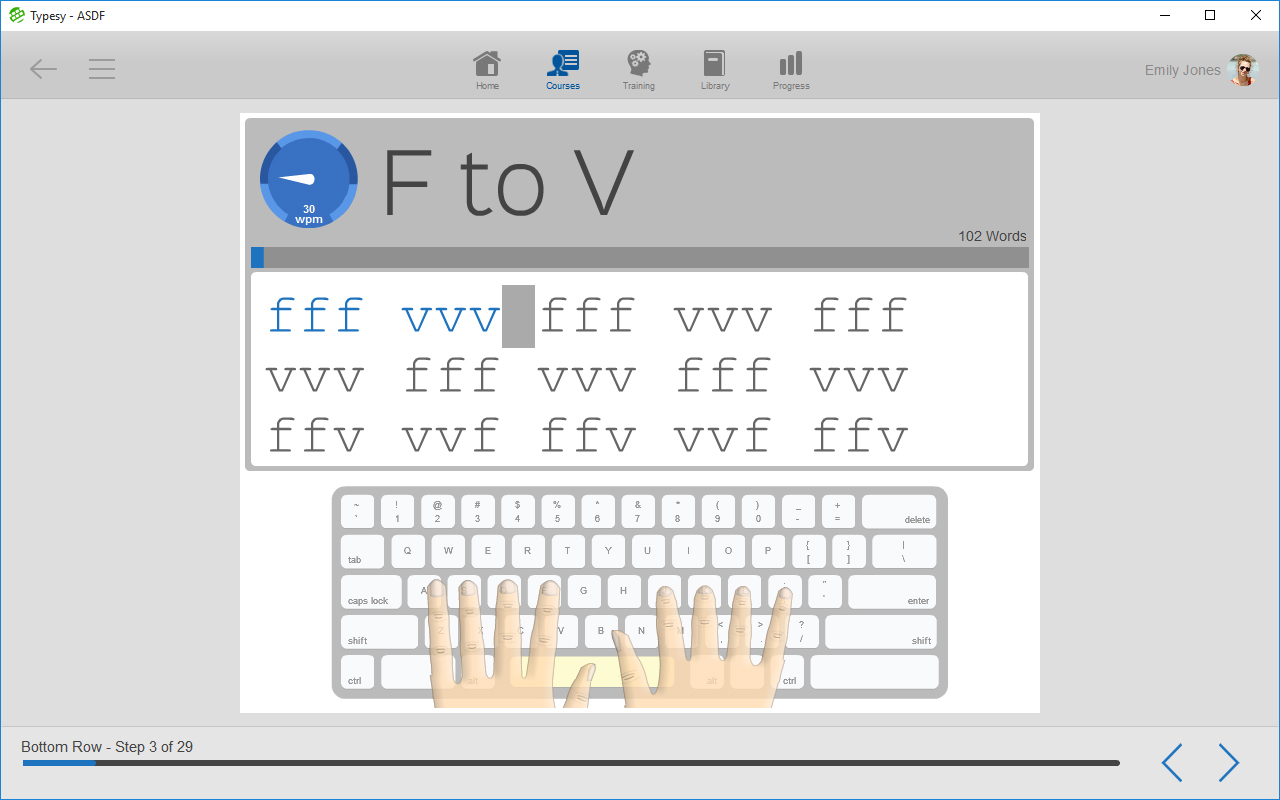 Typesy - ASDF
Home Courses Training Library Progress
Emily Jones
30
wpm
F to V
102 Words
fff vvv fff vvv fff
vvv fff vvv fff vvv
ffv vvf ffv vvf ffv
~ ! @ # $ % ^ & * ( ) _ +
` 1 2 3 4 5 6 7 8 9 0 - = delete
tab Q W E R T Y U I O P { [ } ] | \
caps lock A G H " ' enter
shift Z X C V B N M < , > . ? / shift
ctrl alt alt ctrl
Bottom Row - Step 3 of 29